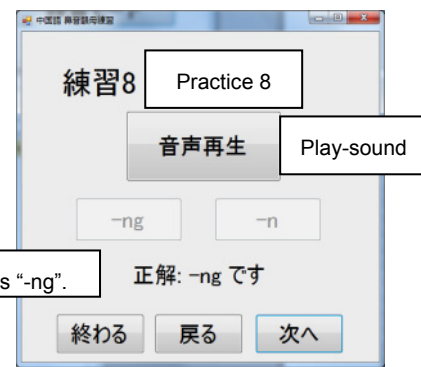 中国語 鼻音韻母練習
練習8
Practice 8
音声再生
Play-sound
-ng
-n
s “-ng”.
正解: -ng です
終わる
戻る
次へ